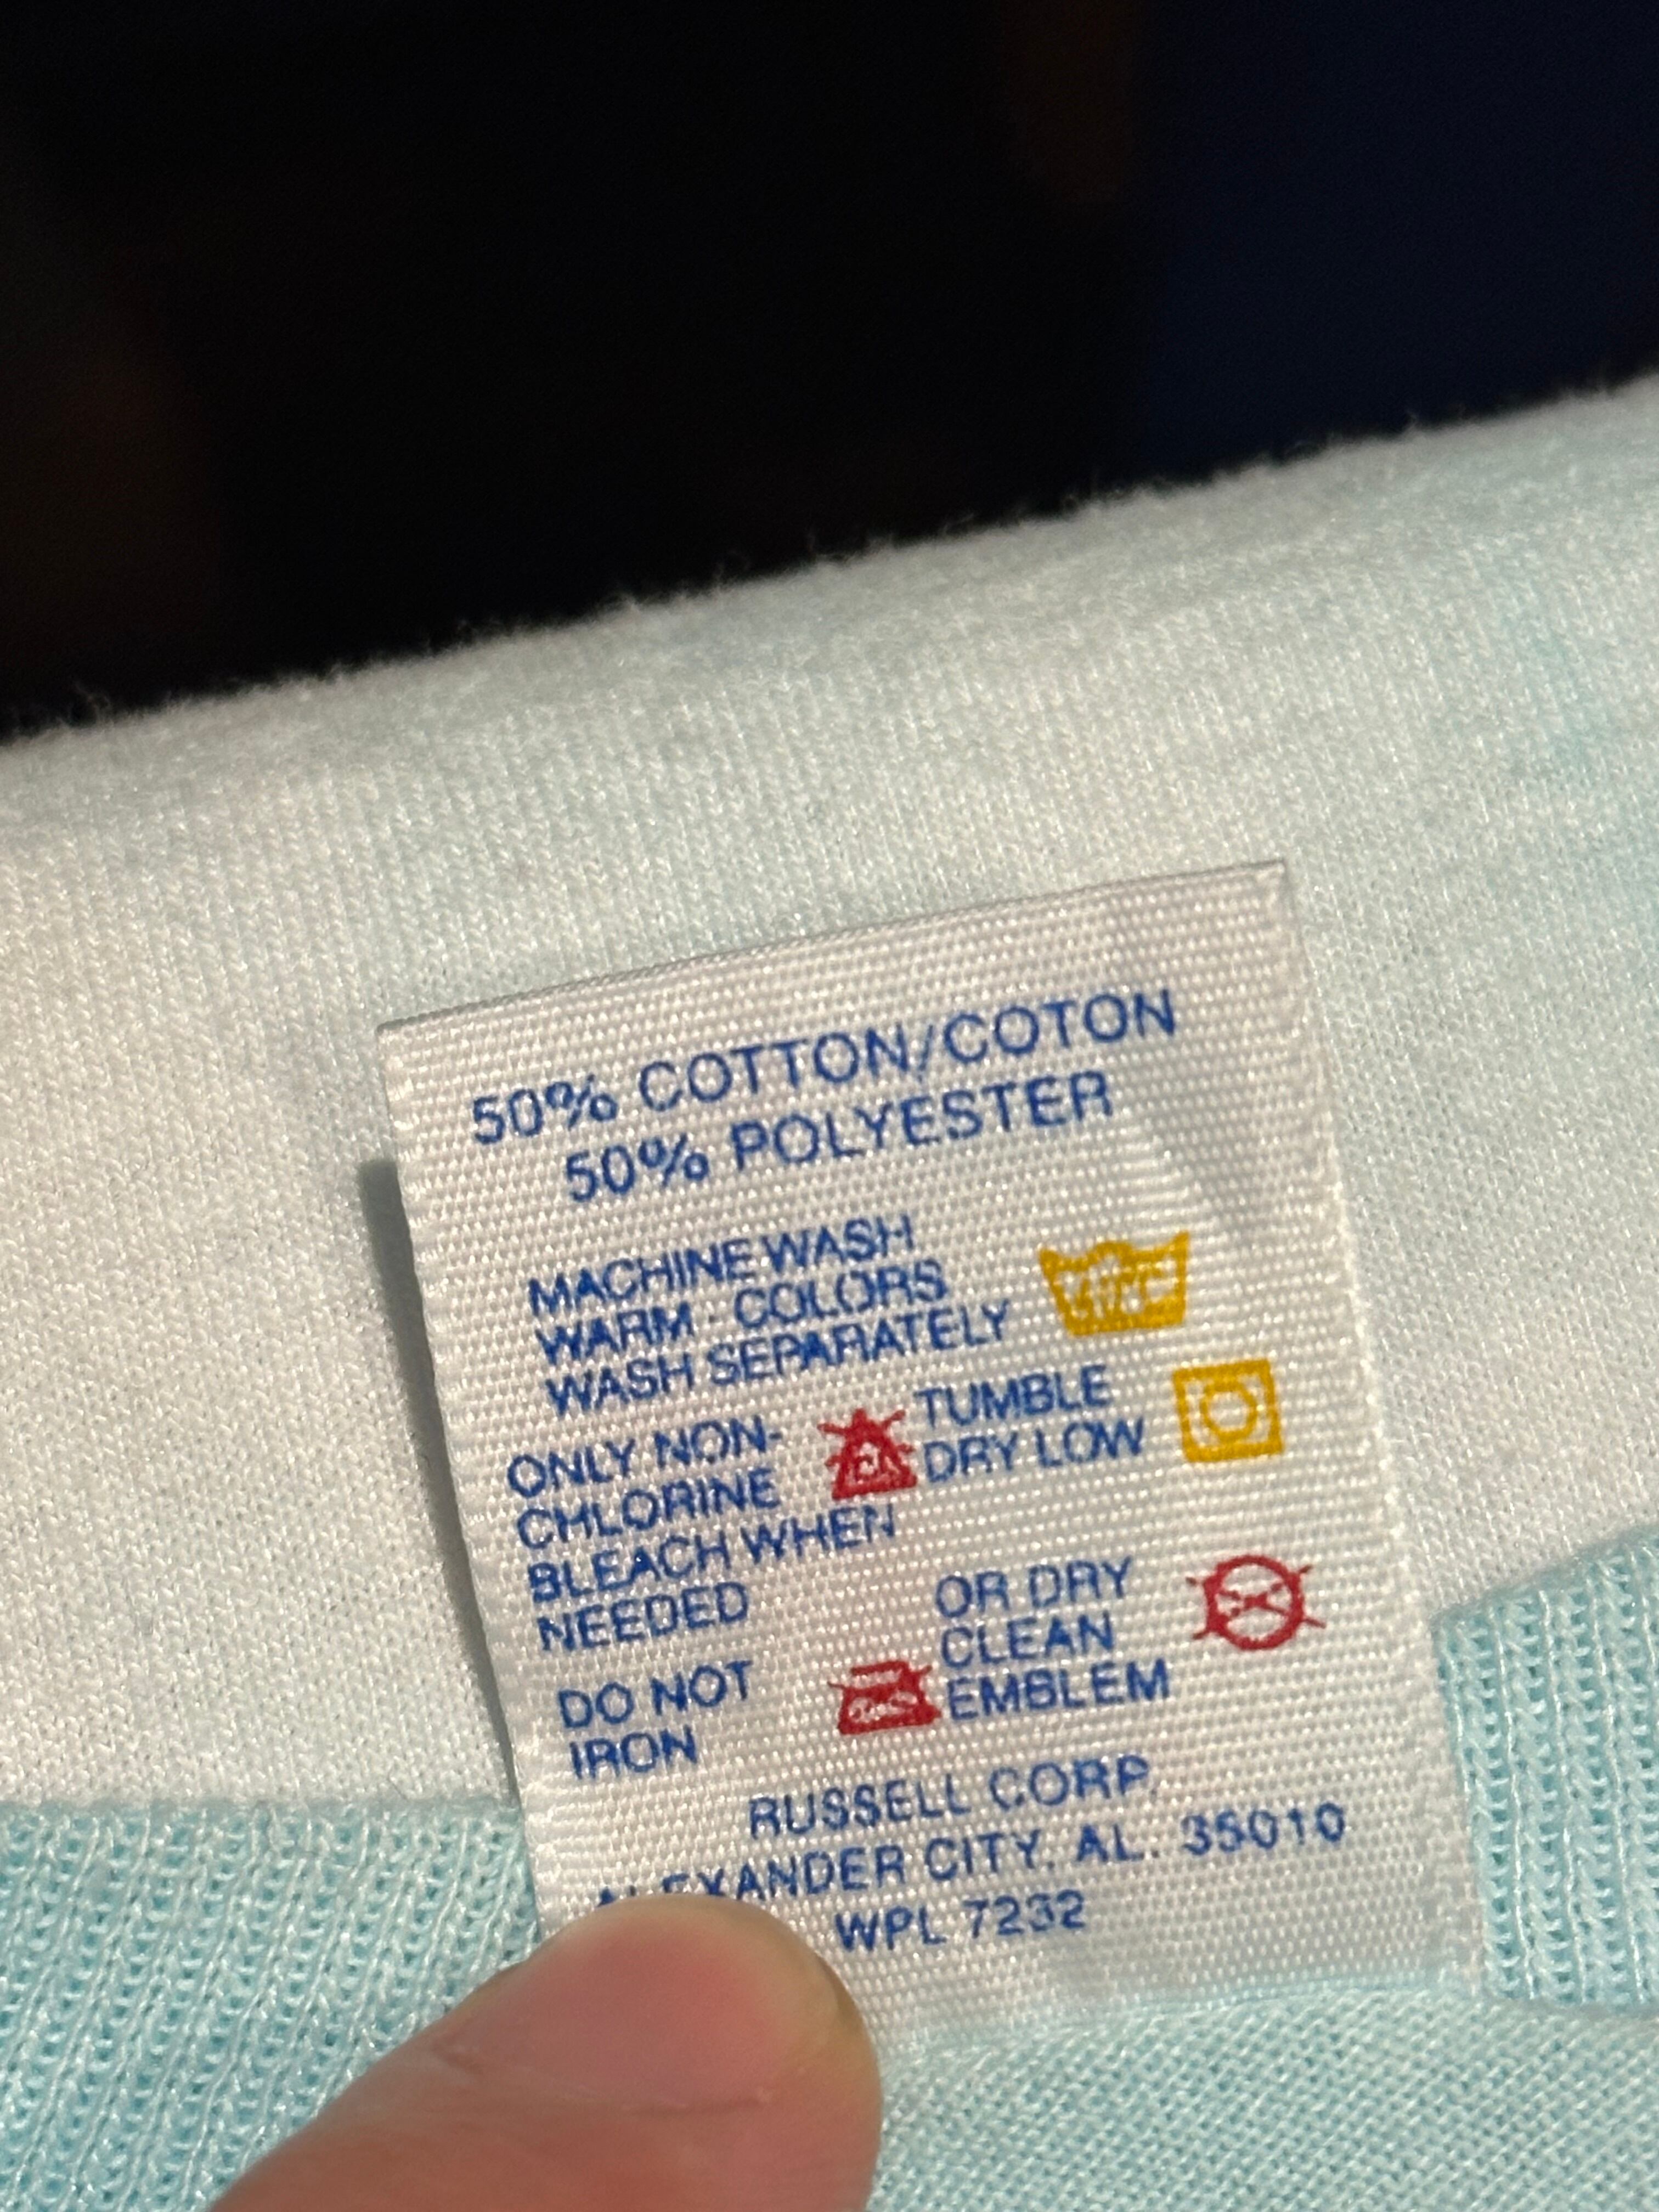 50% COTTON/COTON
50% POLYESTER
MACHINE WASH
WARM - COLORS
WASH SEPARATELY
ONLY NON-
CHLORINE
BLEACH WHEN
NEEDED
TUMBLE
DRY LOW
DO NOT
IRON
OR DRY
CLEAN
EMBLEM
RUSSELL CORP.
ALEXANDER CITY, AL. 35010
WPL 7232